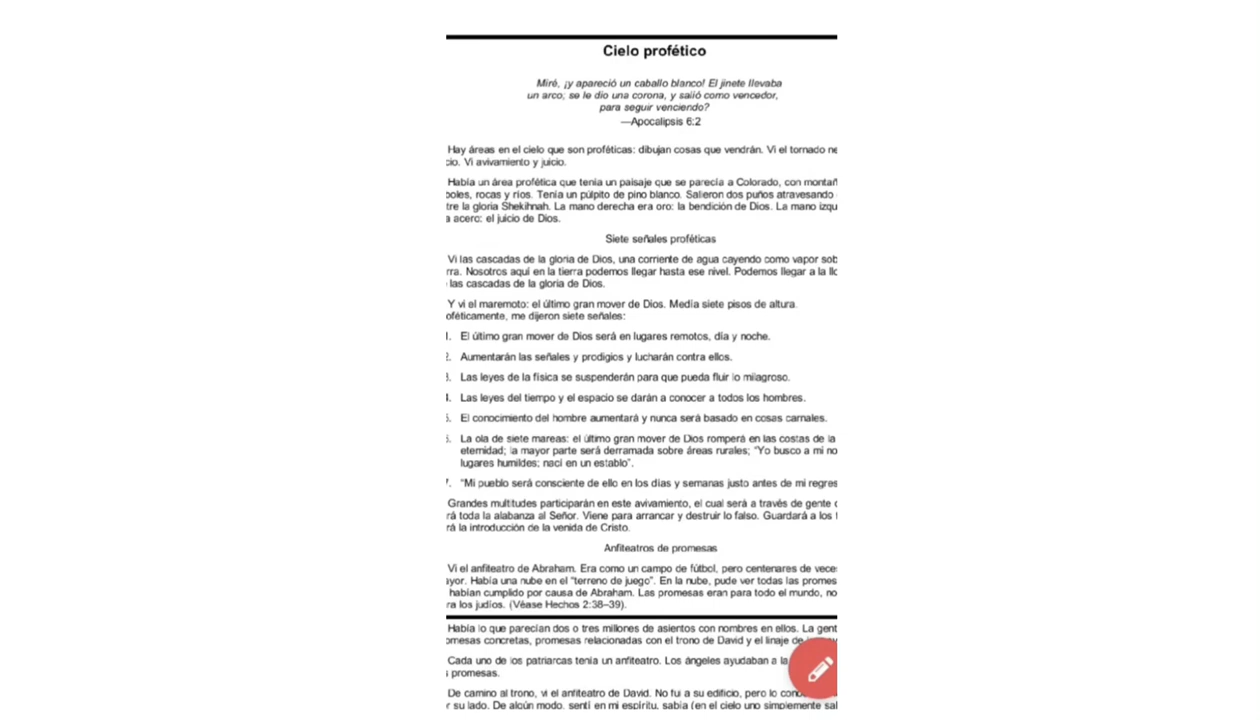 Cielo profético
Miré, ¡y apareció un caballo blanco! El jinete llevaba
un arco; se le dio una corona, y salió como vencedor,
para seguir venciendo?
—Apocalipsis 6:2
Hay áreas en el cielo que son proféticas: dibujan cosas que vendrán. Vi el tornado
Vi avivamiento y juicio.
Había un área profética que tenía un paisaje que se parecía a Colorado, con
rocas y ríos. Tenía un púlpito de pino blanco. Salieron dos puños atravesando
la gloria Shekihnah. La mano derecha era oro: la bendición de Dios. La mano
acero: el juicio de Dios.
Siete señales proféticas
Vi las cascadas de la gloria de Dios, una corriente de agua cayendo como vapor
Nosotros aquí en la tierra podemos llegar hasta ese nivel. Podemos llegar a la
las cascadas de la gloria de Dios.
Y vi el maremoto: el último gran mover de Dios. Medía siete pisos de altura.
me dijeron siete señales:
El último gran mover de Dios será en lugares remotos, día y noche.
Aumentarán las señales y prodigios y lucharán contra ellos.
Las leyes de la física se suspenderán para que pueda fluir lo milagroso.
Las leyes del tiempo y el espacio se darán a conocer a todos los hombres.
El conocimiento del hombre aumentará y nunca será basado en cosas carnales.
La ola de siete mareas: el último gran mover de Dios romperá en las costas de la
eternidad; la mayor parte será derramada sobre áreas rurales; "Yo busco a mi
lugares humildes; nací en un establo".
"Mi pueblo será consciente de ello en los días y semanas justo antes de mi
Grandes multitudes participarán en este avivamiento, el cual será a través de gente
toda la alabanza al Señor. Viene para arrancar y destruir lo falso. Guardará a los
la introducción de la venida de Cristo.
Anfiteatros de promesas
Vi el anfiteatro de Abraham. Era como un campo de fútbol, pero centenares de
Había una nube en el "terreno de juego". En la nube, pude ver todas las
habían cumplido por causa de Abraham. Las promesas eran para todo el mundo, no
los judíos. (Véase Hechos 2:38–39).
Había lo que parecían dos o tres millones de asientos con nombres en ellos. La
concretas, promesas relacionadas con el trono de David y el linaje de
Cada uno de los patriarcas tenía un anfiteatro. Los ángeles ayudaban a la
promesas.
De camino al trono, vi el anfiteatro de David. No fui a su edificio, pero lo
su lado. De algún modo, sentí en mi espíritu, sabía (en el cielo uno simplemente